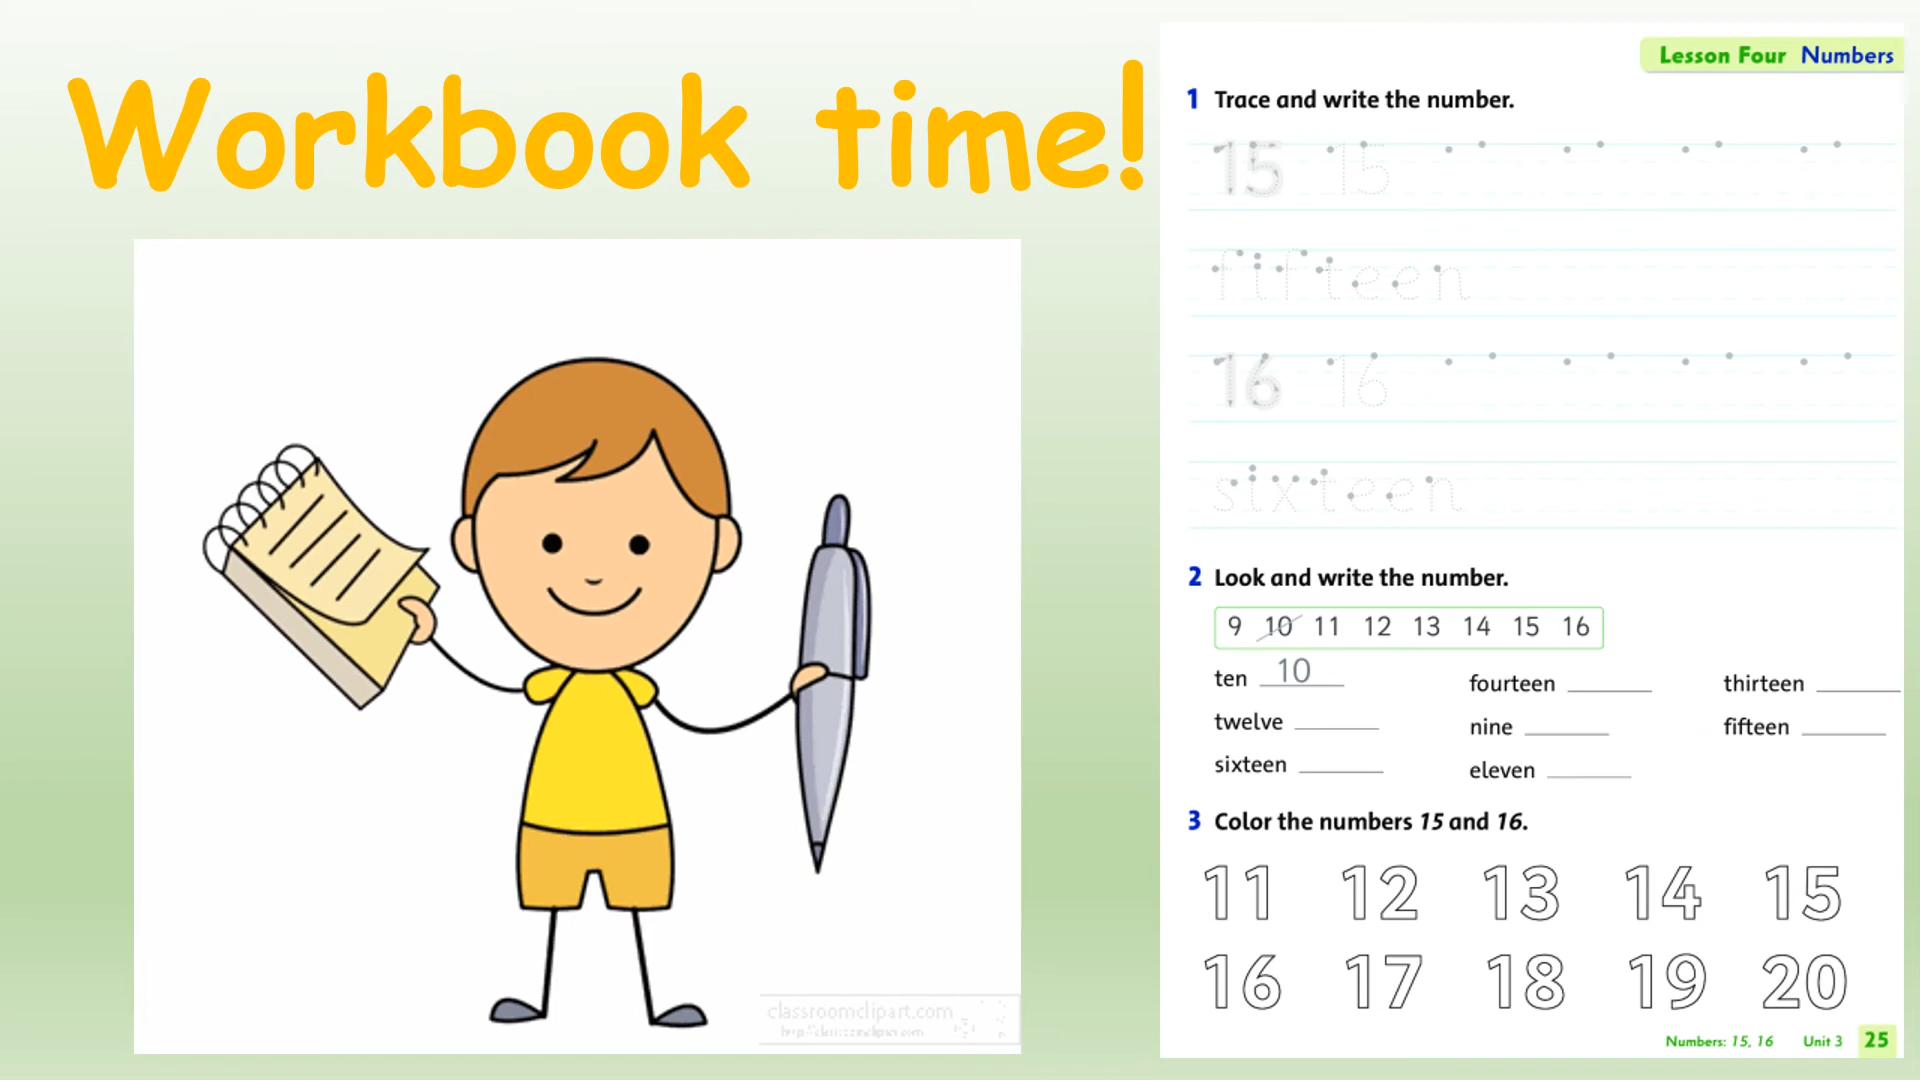 Workbook time!
Lesson Four Numbers
1 Trace and write the number.
15 15
fifteen
16 16
sixteen
2 Look and write the number.
9 10 11 12 13 14 15 16
ten 10 fourteen thirteen
twelve nine fifteen
sixteen eleven
3 Color the numbers 15 and 16.
11 12 13 14 15
16 17 18 19 20
Numbers: 15, 16 Unit 3 25
classroomclipart.com